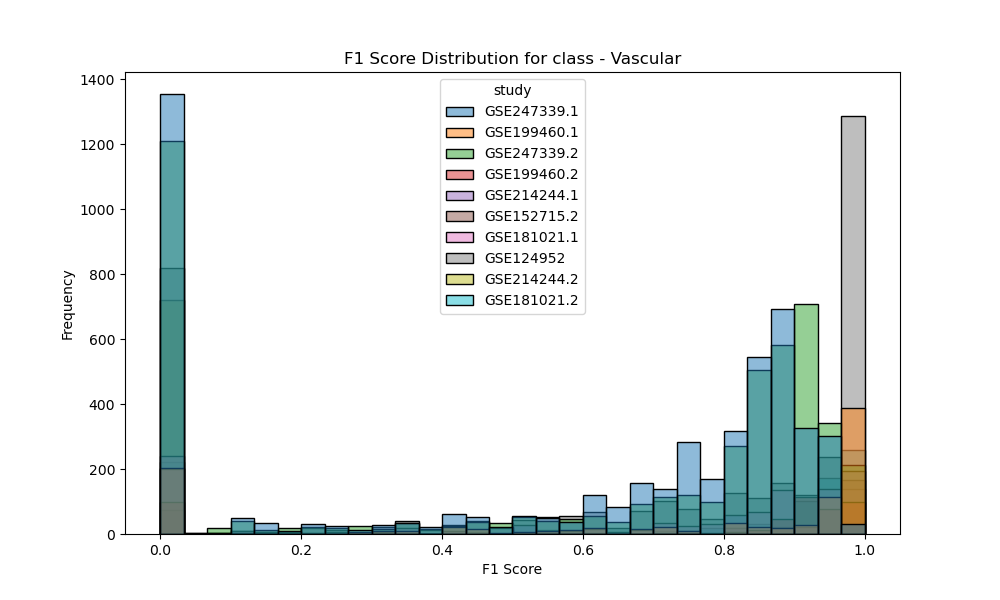 F1 Score Distribution for class - Vascular
1400
1200
1000
800
600
400
200
0
Frequency
study
GSE247339.1
GSE199460.1
GSE247339.2
GSE199460.2
GSE214244.1
GSE152715.2
GSE181021.1
GSE124952
GSE214244.2
GSE181021.2
0.0 0.2 0.4 0.6 0.8 1.0
F1 Score